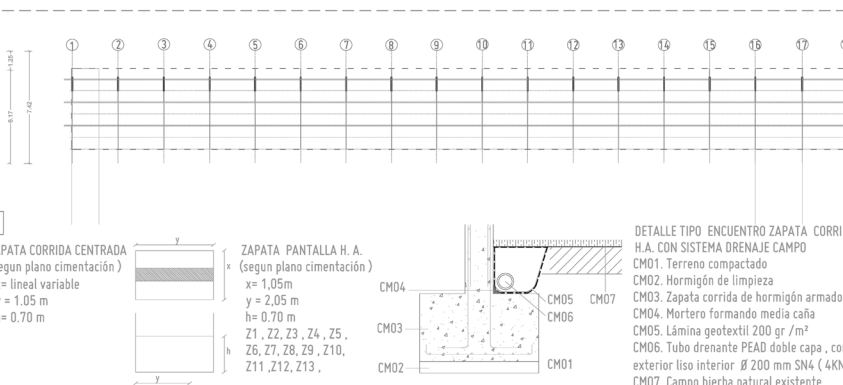 1 2 3 4 5 6 7 8 9 10 11 12 13 14 15 16 17
1.25
6.17
7.42
PATA CORRIDA CENTRADA
segun plano cimentación )
= lineal variable
= 1.05 m
= 0.70 m
y
x
h
y
ZAPATA PANTALLA H. A.
(segun plano cimentación )
x= 1,05m
y = 2,05 m
h= 0.70 m
Z1 , Z2, Z3 , Z4 , Z5 ,
Z6, Z7, Z8 , Z9 , Z10,
Z11 ,Z12, Z13 ,
CM04
CM03
CM02
CM05
CM06
CM07
CM01
DETALLE TIPO ENCUENTRO ZAPATA CORRI
H.A. CON SISTEMA DRENAJE CAMPO
CM01. Terreno compactado
CM02. Hormigón de limpieza
CM03. Zapata corrida de hormigón armado
CM04. Mortero formando media caña
CM05. Lámina geotextil 200 gr /m²
CM06. Tubo drenante PEAD doble capa , co
exterior liso interior Ø 200 mm SN4 ( 4KN
CM07. Campo hierba natural existente